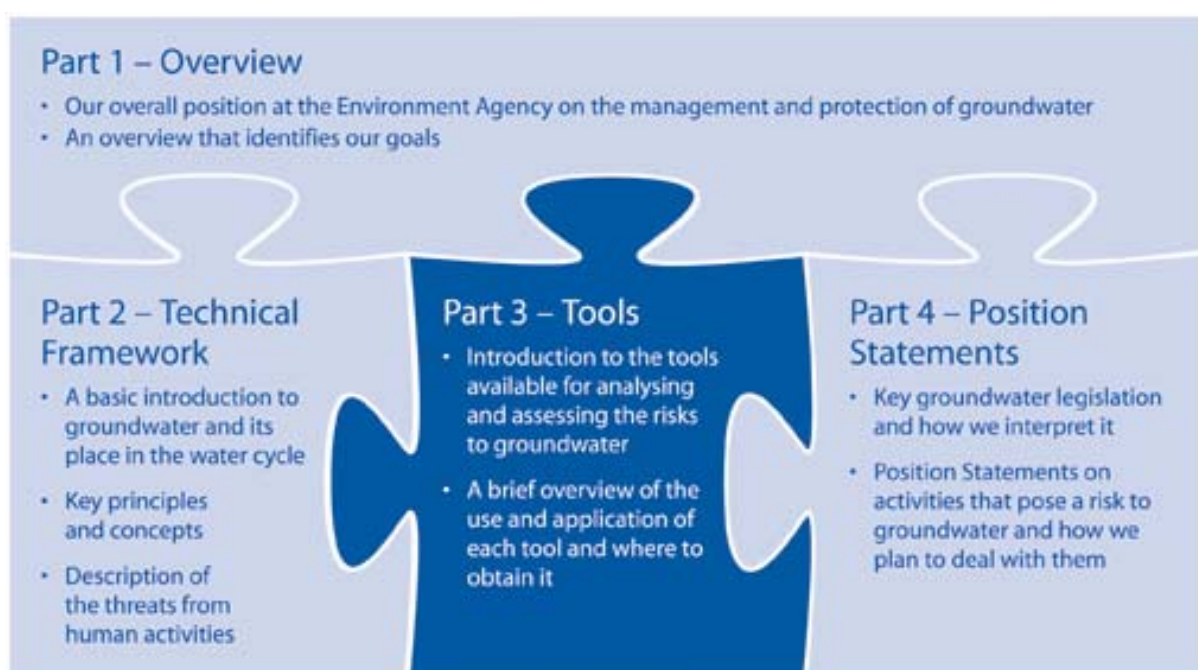 Part 1 – Overview
• Our overall position at the Environment Agency on the management and protection of groundwater
• An overview that identifies our goals
Part 2 – Technical
Framework
• A basic introduction to
groundwater and its
place in the water cycle
• Key principles
and concepts
• Description of
the threats from
human activities
Part 3 – Tools
• Introduction to the tools
available for analysing
and assessing the risks
to groundwater
• A brief overview of the
use and application of
each tool and where to
obtain it
Part 4 – Position
Statements
• Key groundwater legislation
and how we interpret it
• Position Statements on
activities that pose a risk to
groundwater and how we
plan to deal with them